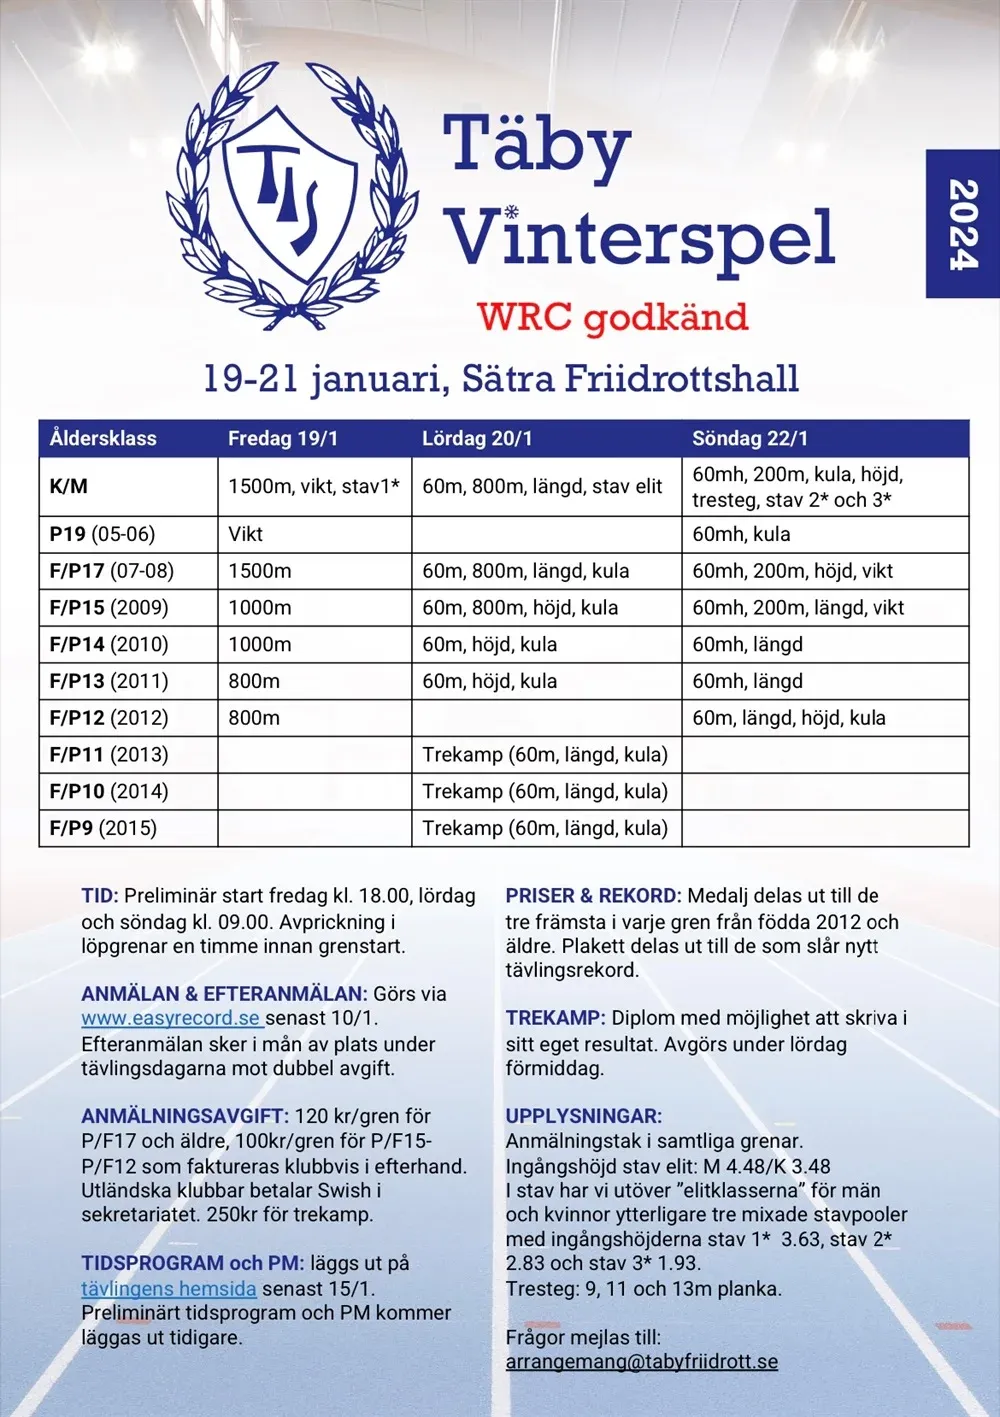 TIS
Täby
Vinterspel
2024
WRC godkänd
19-21 januari, Sätra Friidrottshall
Åldersklass Fredag 19/1 Lördag 20/1 Söndag 22/1
K/M 1500m, vikt, stav1* 60m, 800m, längd, stav elit 60mh, 200m, kula, höjd,
tresteg, stav 2* och 3*
P19 (05-06) Vikt 60mh, kula
F/P17 (07-08) 1500m 60m, 800m, längd, kula 60mh, 200m, höjd, vikt
F/P15 (2009) 1000m 60m, 800m, höjd, kula 60mh, 200m, längd, vikt
F/P14 (2010) 1000m 60m, höjd, kula 60mh, längd
F/P13 (2011) 800m 60m, höjd, kula 60mh, längd
F/P12 (2012) 800m 60m, längd, höjd, kula
F/P11 (2013) Trekamp (60m, längd, kula)
F/P10 (2014) Trekamp (60m, längd, kula)
F/P9 (2015) Trekamp (60m, längd, kula)
TID: Preliminär start fredag kl. 18.00, lördag
och söndag kl. 09.00. Avprickning i
löpgrenar en timme innan grenstart.
ANMÄLAN & EFTERANMÄLAN: Görs via
www.easyrecord.se senast 10/1.
Efteranmälan sker i mån av plats under
tävlingsdagarna mot dubbel avgift.
ANMÄLNINGSAVGIFT: 120 kr/gren för
P/F17 och äldre, 100kr/gren för P/F15-
P/F12 som faktureras klubbvis i efterhand.
Utländska klubbar betalar Swish i
sekretariatet. 250kr för trekamp.
TIDSPROGRAM och PM: läggs ut på
tävlingens hemsida senast 15/1.
Preliminärt tidsprogram och PM kommer
läggas ut tidigare.
PRISER & REKORD: Medalj delas ut till de
tre främsta i varje gren från födda 2012 och
äldre. Plakett delas ut till de som slår nytt
tävlingsrekord.
TREKAMP: Diplom med möjlighet att skriva i
sitt eget resultat. Avgörs under lördag
förmiddag.
UPPLYSNINGAR:
Anmälningstak i samtliga grenar.
Ingångshöjd stav elit: M 4.48/K 3.48
I stav har vi utöver ”elitklasserna” för män
och kvinnor ytterligare tre mixade stavpooler
med ingångshöjderna stav 1* 3.63, stav 2*
2.83 och stav 3* 1.93.
Tresteg: 9, 11 och 13m planka.
Frågor mejlas till:
arrangemang@tabyfriidrott.se